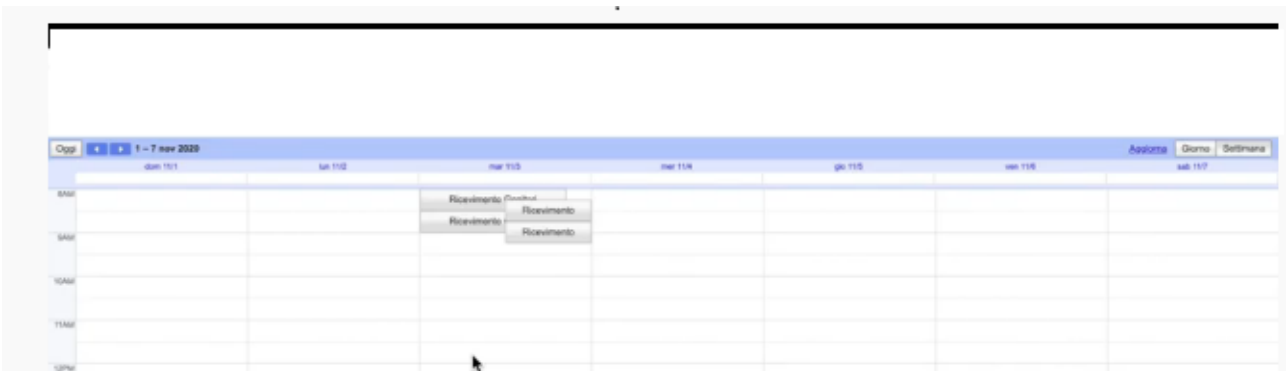 Oggi 1 – 7 nov 2020 Aggiorna Giorno Settimana
dom 11/1 lun 11/2 mar 11/3 mer 11/4 gio 11/5 ven 11/6 sab 11/7
8AM
Ricevimento
Ricevimento
Ricevimento
Ricevimento
9AM
10AM
11AM
12PM